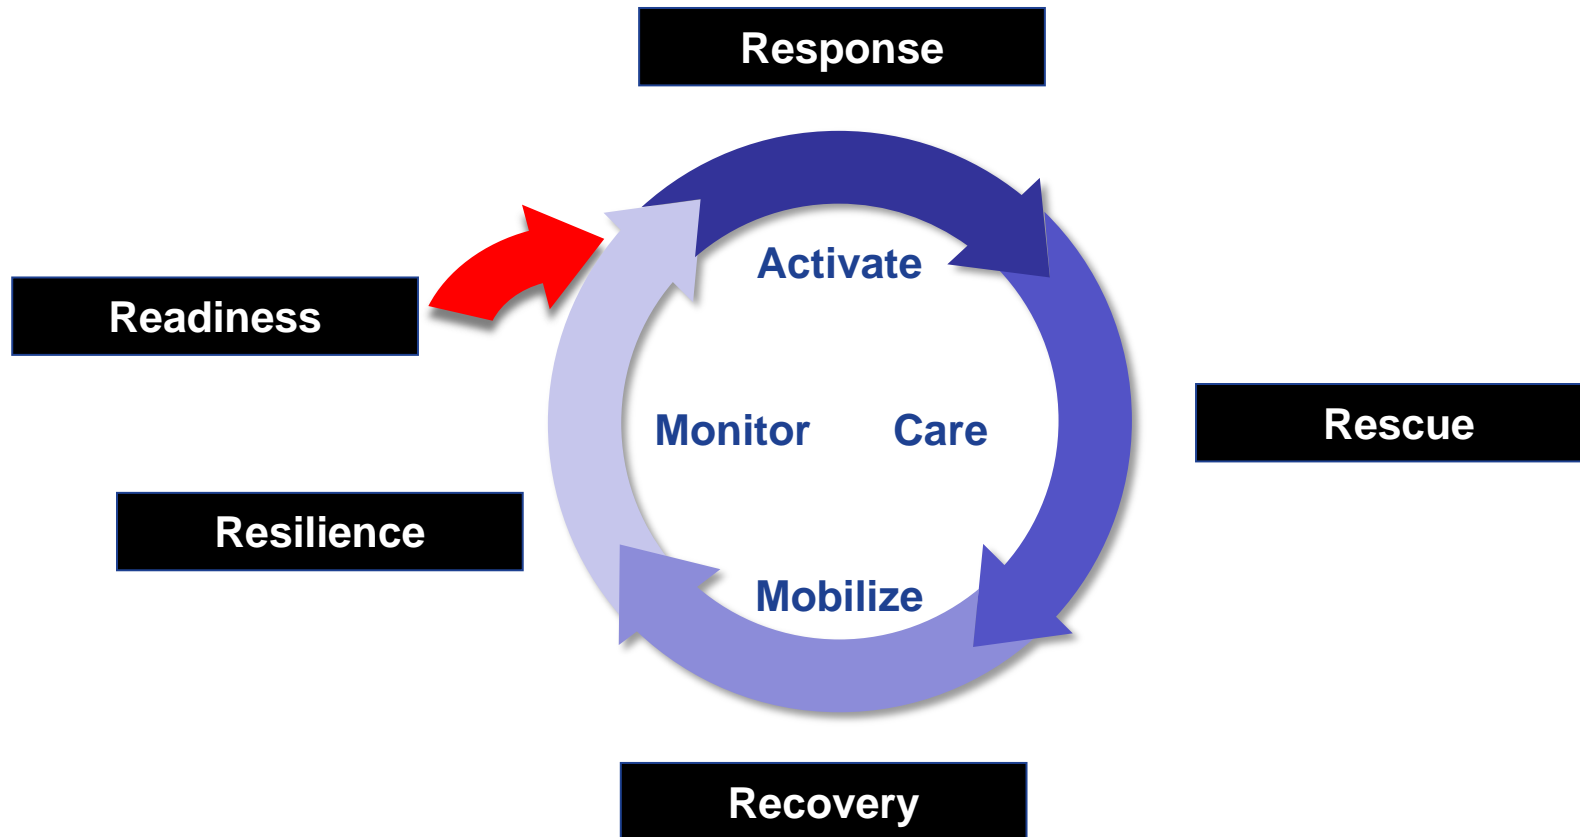 Response
Activate
Readiness
Monitor
Care
Rescue
Resilience
Mobilize
Recovery